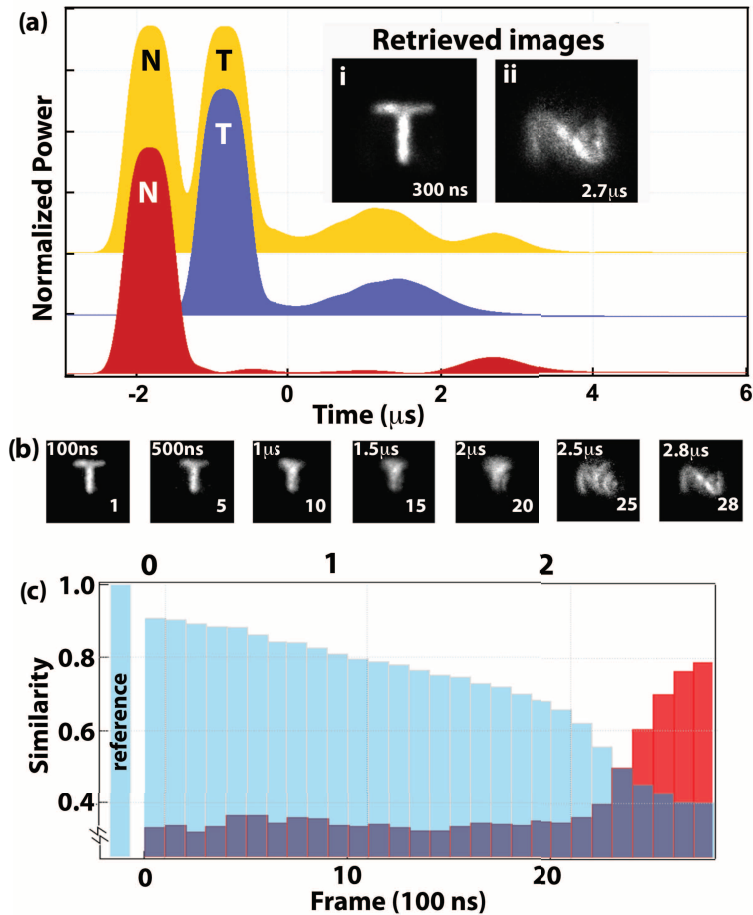 (a)
N T
T
N
Retrieved images
i ii
300 ns 2.7μs
Normalized Power
-2 0 2 4 6
Time (μs)
(b)
100ns 500ns 1μs 1.5μs 2μs 2.5μs 2.8μs
1 5 10 15 20 25 28
0 1 2
(c)
1.0
0.8
0.6
0.4
Similarity
reference
0 10 20
Frame (100 ns)